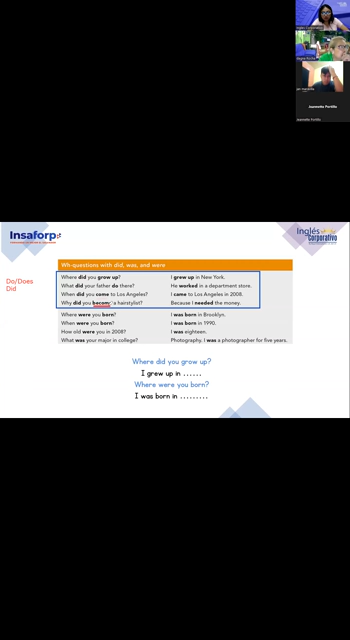 Jeannette Portillo
Jeannette Portillo
Insaforp
Inglés
corporativo
Wh-questions with did, was, and were
Do/Does
Did
Where did you grow up? I grew up in New York.
What did your father do there? He worked in a department store.
When did you come to Los Angeles? I came to Los Angeles in 2008.
Why did you become a hairstylist? Because I needed the money.
Where were you born? I was born in Brooklyn.
When were you born? I was born in 1990.
How old were you in 2008? I was eighteen.
What was your major in college? Photography. I was a photographer for five years.
Where did you grow up?
I grew up in ......
Where were you born?
I was born in .........